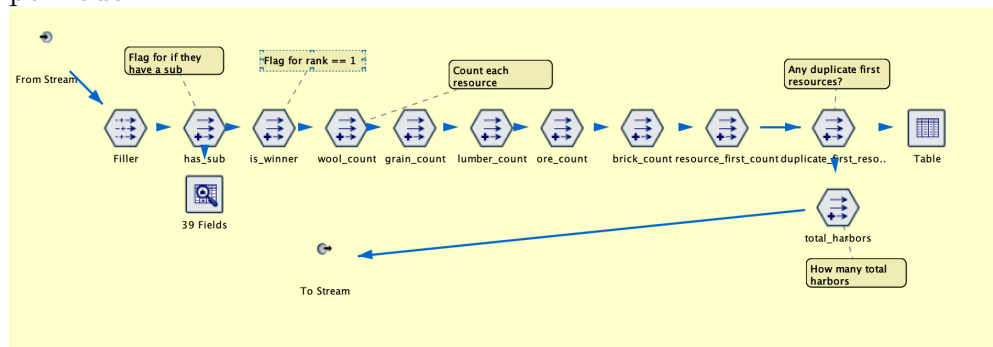 Flag for if they
have a sub
Flag for rank == 1
Count each
resource
Any duplicate first
resources?
From Stream
Filler
has_sub
is_winner
wool_count
grain_count
lumber_count
ore_count
brick_count
resource_first_count
duplicate_first_reso..
Table
39 Fields
total_harbors
How many total
harbors
To Stream